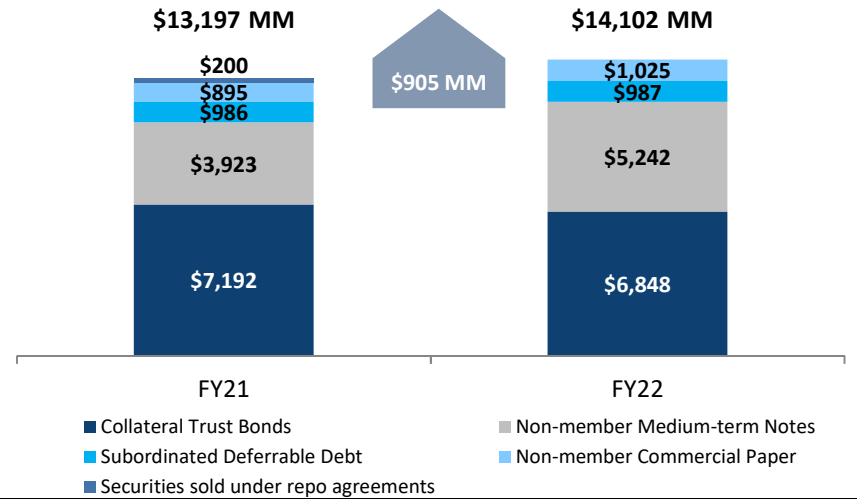 $13,197 MM
$14,102 MM
$905 MM
$200
$895
$986
$3,923
$7,192
$1,025
$987
$5,242
$6,848
FY21
FY22
Collateral Trust Bonds
Non-member Medium-term Notes
Subordinated Deferrable Debt
Non-member Commercial Paper
Securities sold under repo agreements